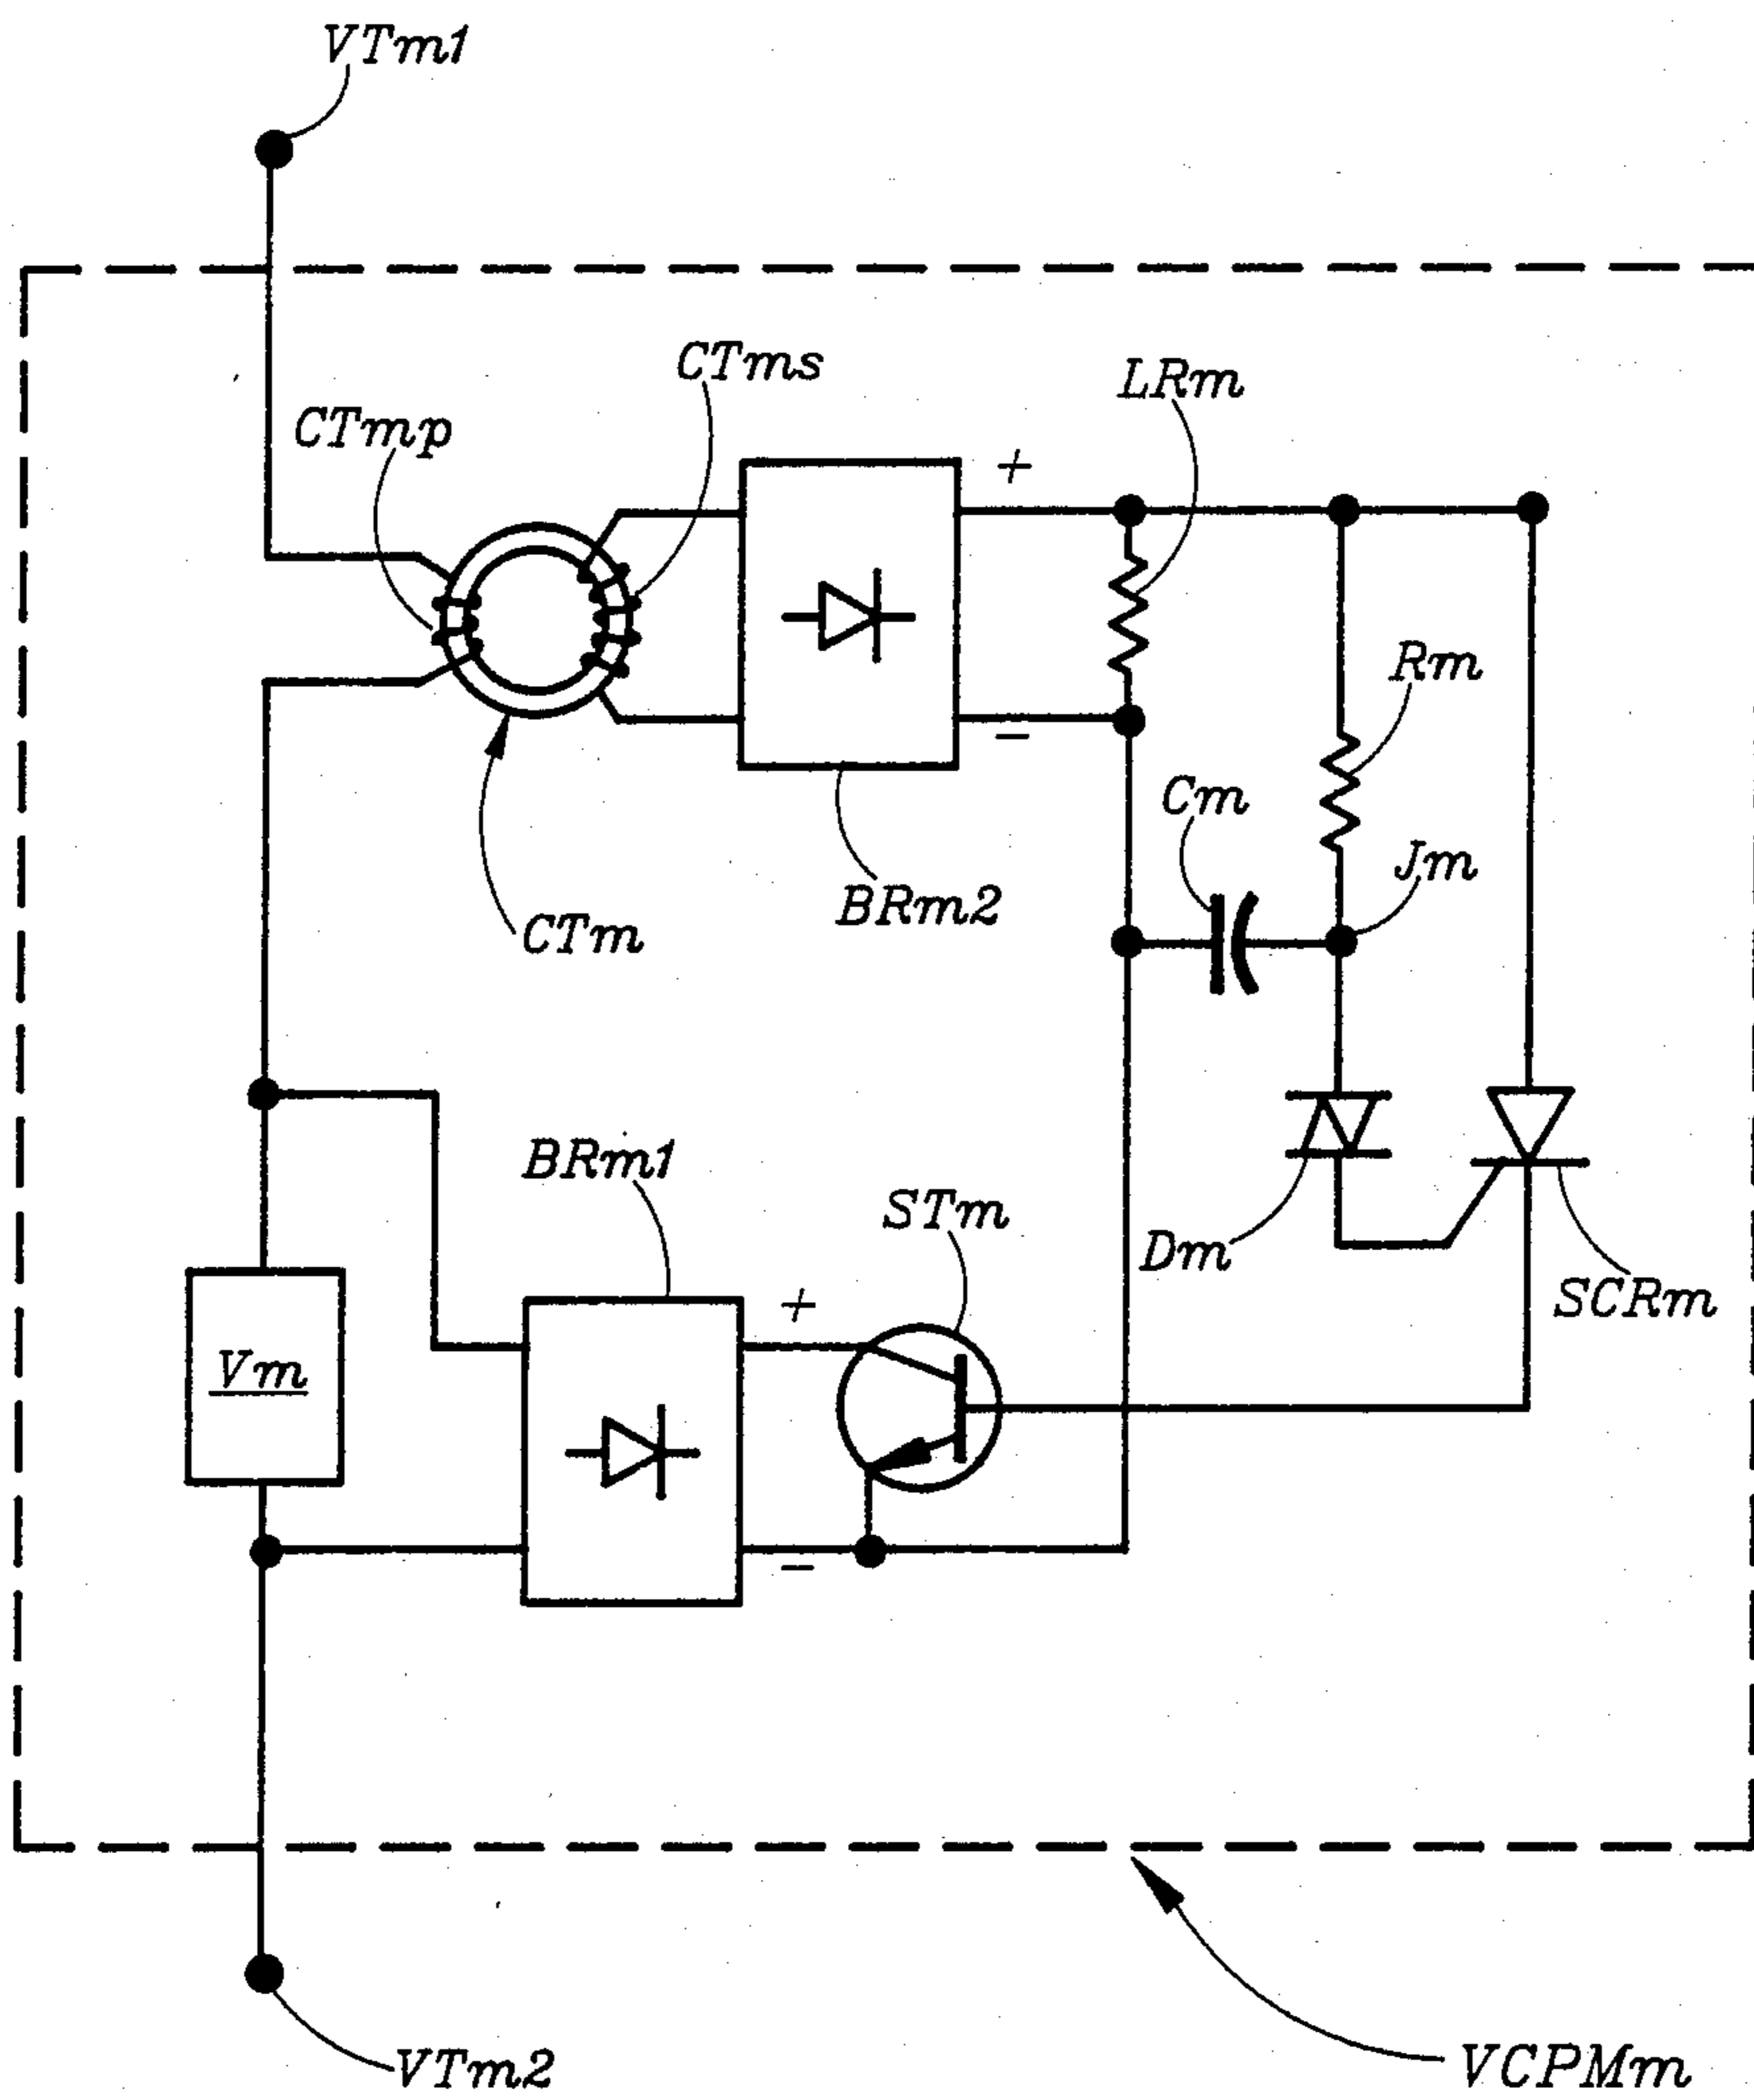 VTm1
CTms
LRm
CTmp
+
Rm
Cm
Jm
−
BRm2
CTm
BRm1
STm
Dm
SCRm
+
Vm
−
VTm2
VCPMm